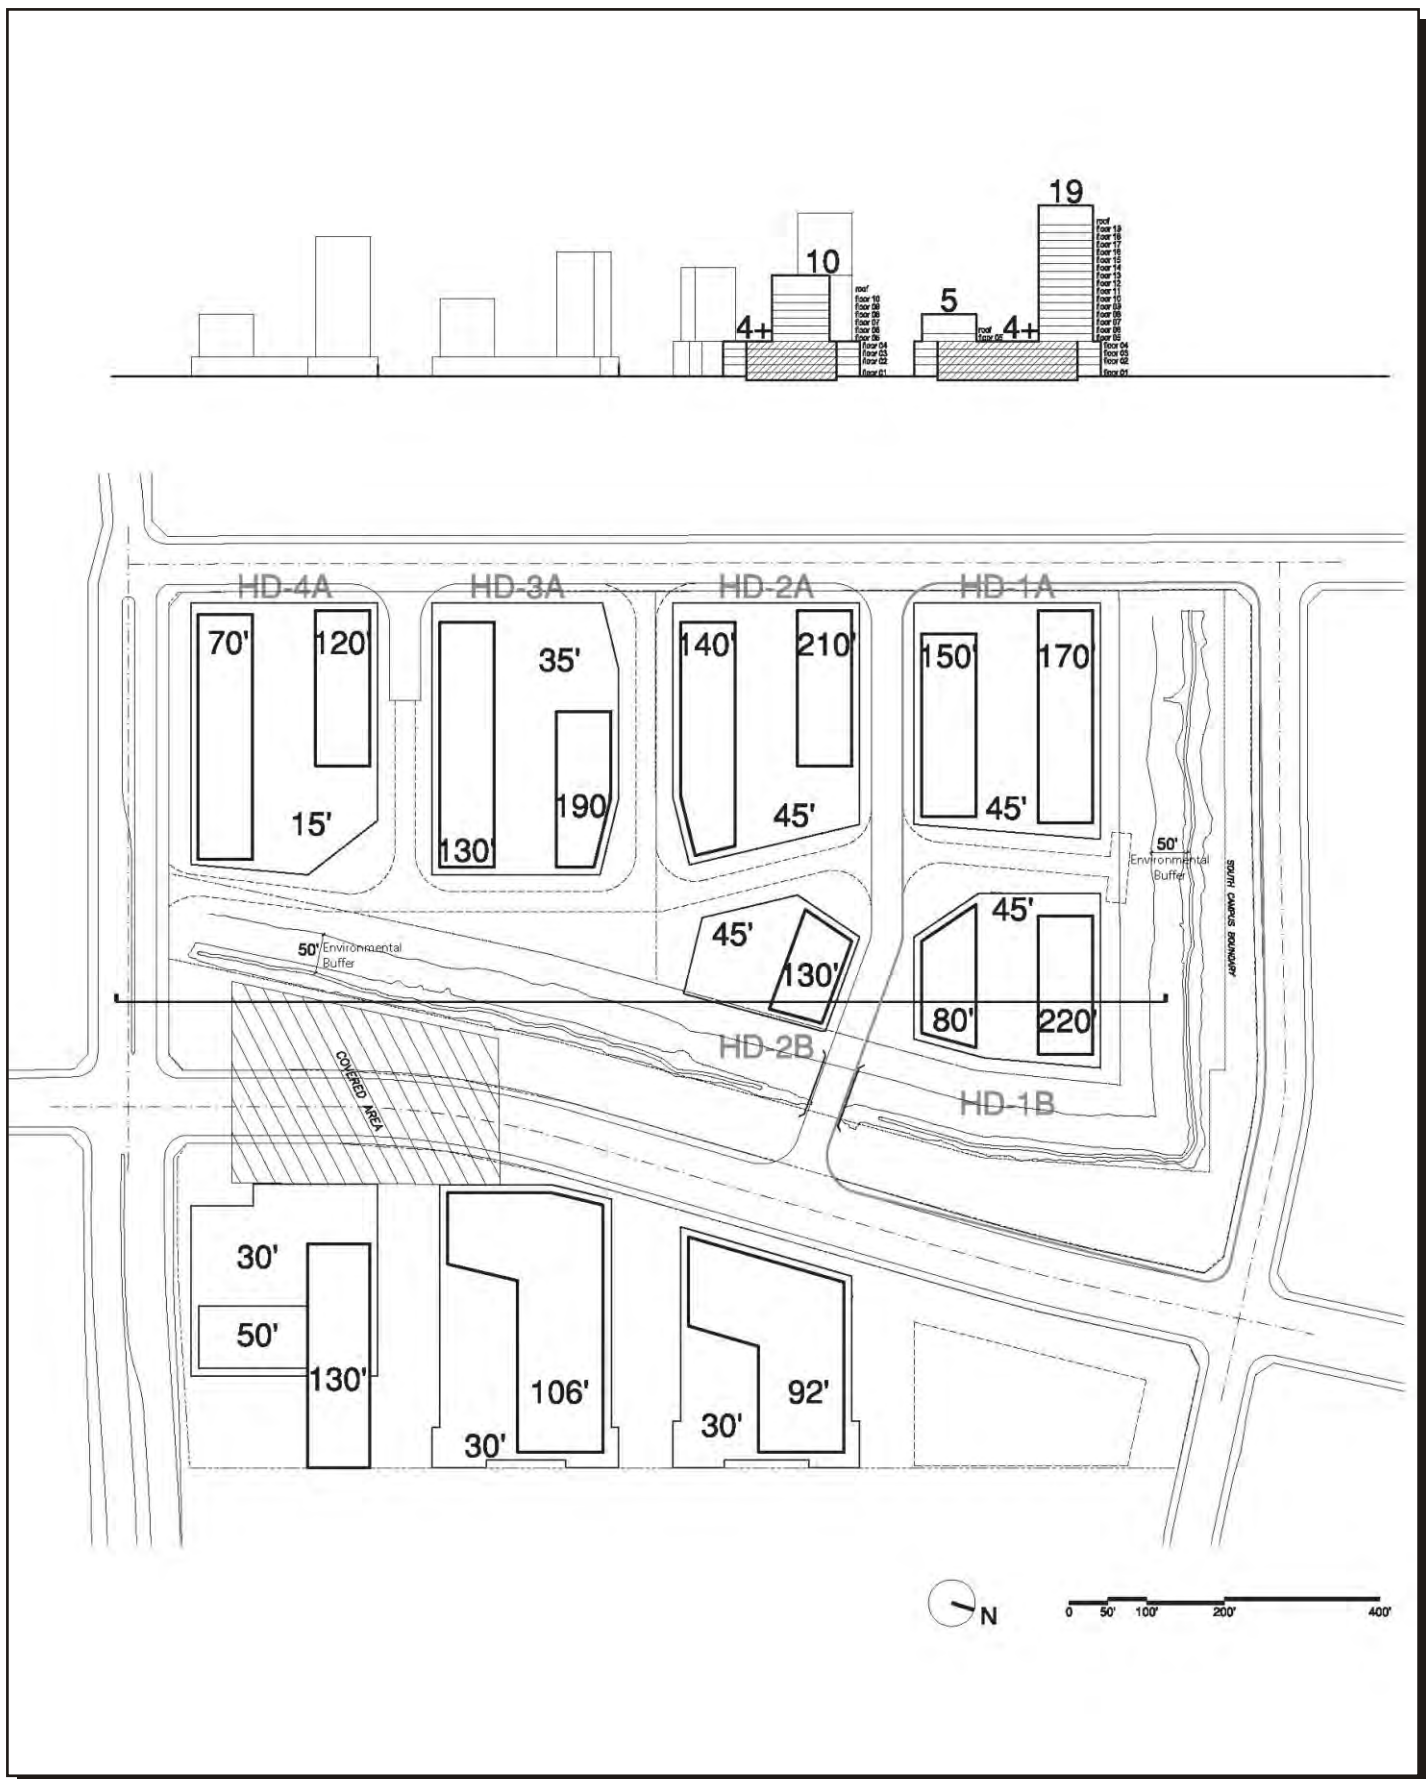 19
10
5
4+
4+
roof
floor 10
floor 09
floor 08
floor 07
floor 06
floor 05
floor 04
floor 03
floor 02
floor 01
roof
floor 05
roof
floor 19
floor 18
floor 17
floor 16
floor 15
floor 14
floor 13
floor 12
floor 11
floor 10
floor 09
floor 08
floor 07
floor 06
floor 05
floor 04
floor 03
floor 02
floor 01
HD-4A
HD-3A
HD-2A
HD-1A
70'
120'
35'
140'
210'
150'
170'
15'
130'
190'
45'
45'
50'
Environmental
Buffer
SOUTH CAMPUS BOUNDARY
50'
Environmental
Buffer
45'
130'
45'
80'
220'
HD-2B
HD-1B
COVERED AREA
30'
50'
130'
106'
30'
92'
30'
N
0 50' 100' 200' 400'